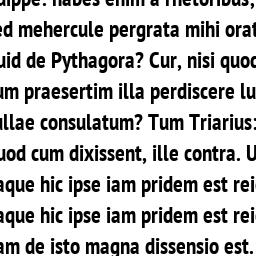 uippe: habes enim a rhetoribus,
ed mehercule pergrata mihi orat
uid de Pythagora? Cur, nisi quod
um praesertim illa perdiscere lu
ullae consulatum? Tum Triarius:
uod cum dixissent, ille contra. U
aque hic ipse iam pridem est reie
aque hic ipse iam pridem est reie
am de isto magna dissensio est.